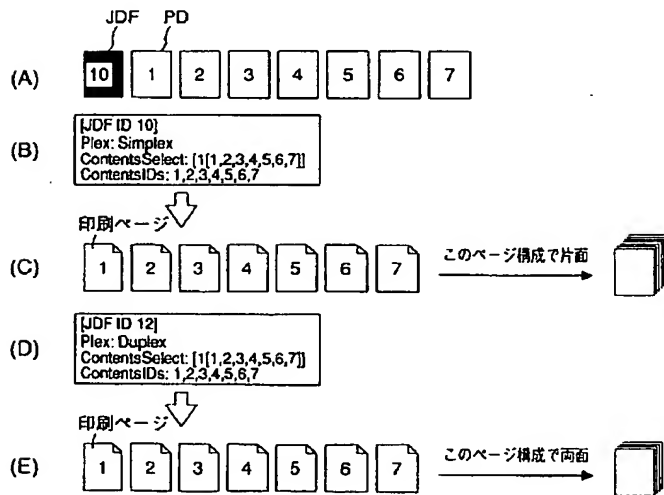 JDF PD
(A) 10 1 2 3 4 5 6 7
(B)
[JDF ID 10]
Plex: Simplex
ContentsSelect: [1[1,2,3,4,5,6,7]]
ContentsIDs: 1,2,3,4,5,6,7
印刷ページ
(C) 1 2 3 4 5 6 7 このページ構成で片面
(D)
[JDF ID 12]
Plex: Duplex
ContentsSelect: [1[1,2,3,4,5,6,7]]
ContentsIDs: 1,2,3,4,5,6,7
印刷ページ
(E) 1 2 3 4 5 6 7 このページ構成で両面